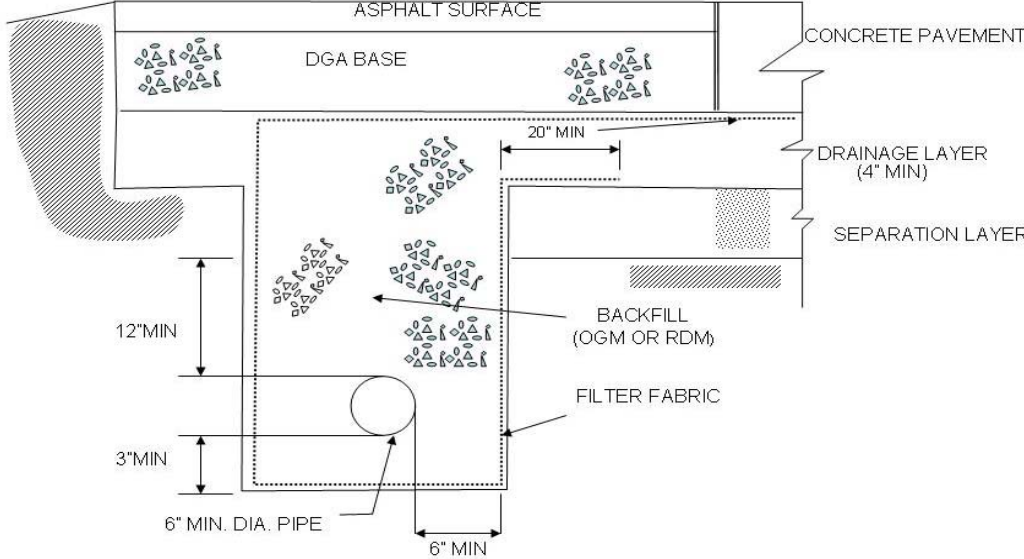 ASPHALT SURFACE
CONCRETE PAVEMENT
DGA BASE
20" MIN
DRAINAGE LAYER
(4" MIN)
SEPARATION LAYER
12"MIN
BACKFILL
(OGM OR RDM)
FILTER FABRIC
3"MIN
6" MIN. DIA. PIPE
6" MIN